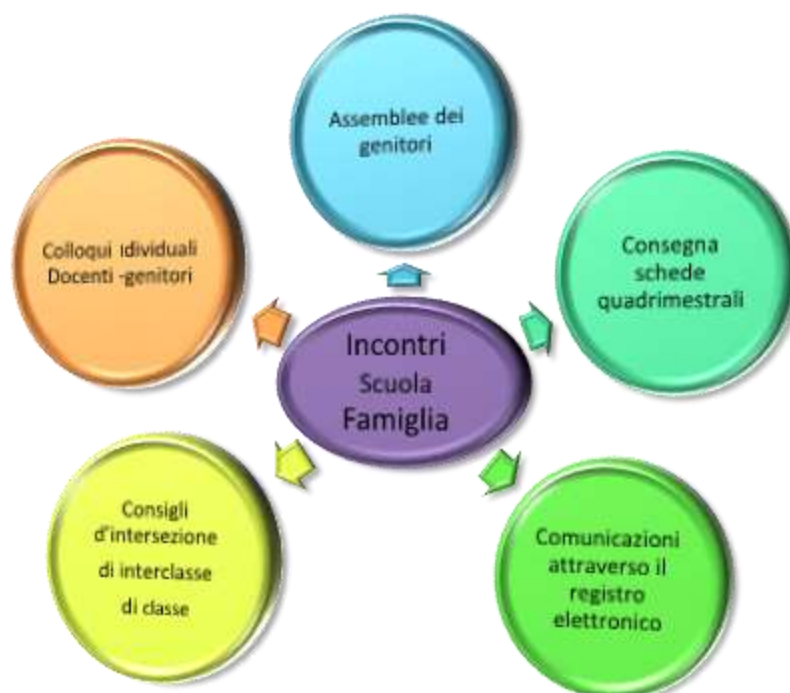 Assemblee dei
genitori
Colloqui Idividuali
Docenti -genitori
Consegna
schede
quadrimestrali
Incontri
Scuola
Famiglia
Consigli
d'intersezione
di interclasse
di classe
Comunicazioni
attraverso il
registro
elettronico